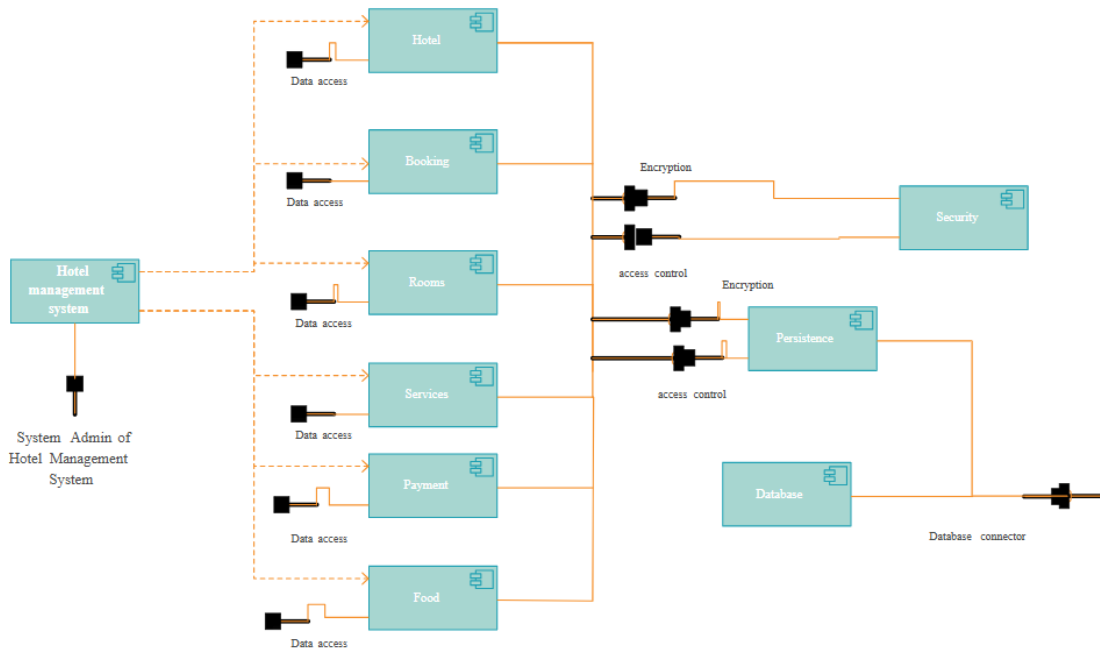 Hotel
Data access
Booking
Data access
Encryption
Security
access control
Rooms
Data access
Hotel
management
system
Encryption
Persistence
access control
Services
Data access
System Admin of
Hotel Management
System
Payment
Data access
Database
Database connector
Food
Data access